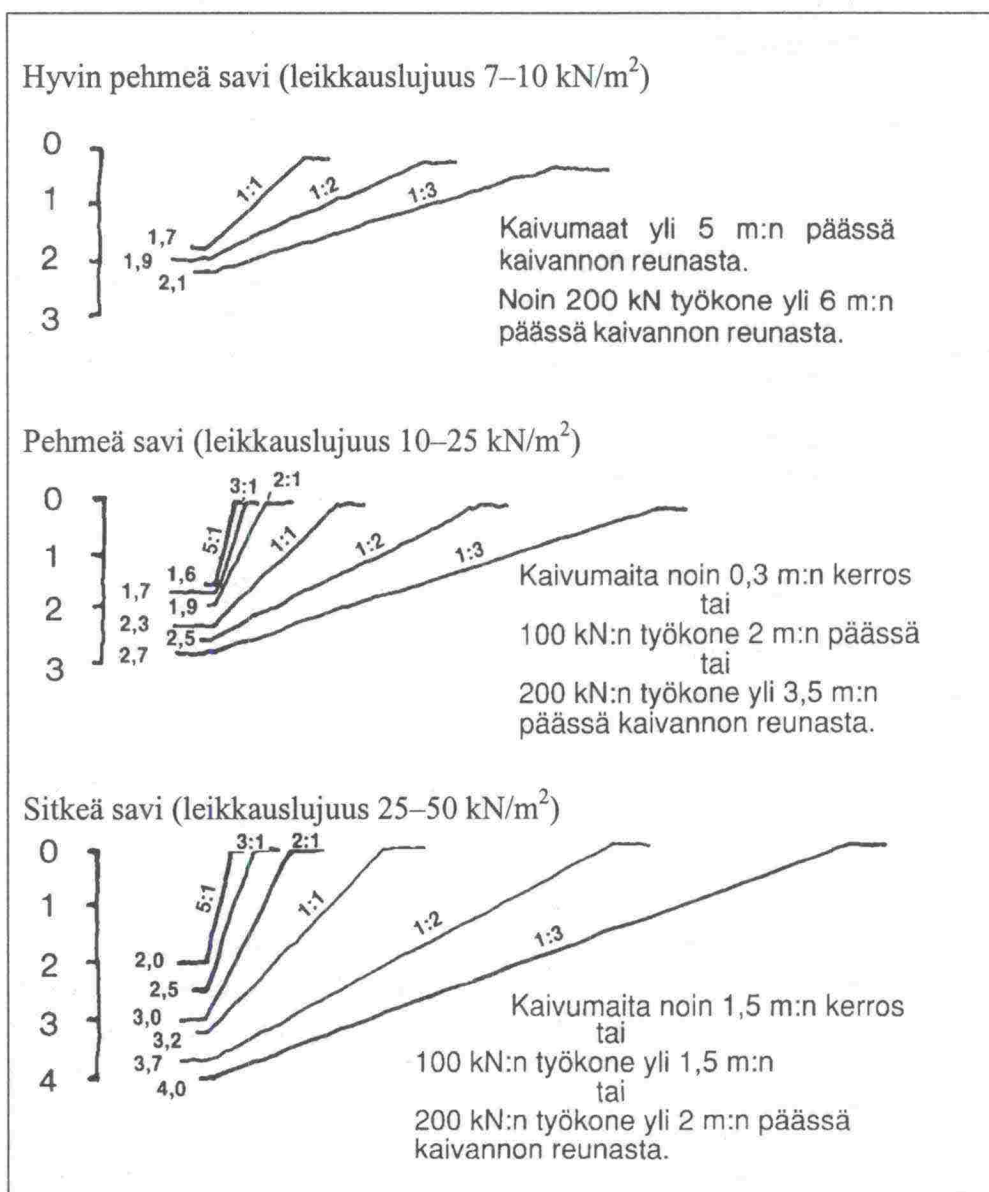 Hyvin pehmeä savi (leikkauslujuus 7–10 kN/m²)
0
1
2
3
1:1
1:2
1:3
1,7
1,9
2,1
Kaivumaat yli 5 m:n päässä
kaivannon reunasta.
Noin 200 kN työkone yli 6 m:n
päässä kaivannon reunasta.
Pehmeä savi (leikkauslujuus 10–25 kN/m²)
0
1
2
3
5:1
3:1
2:1
1:1
1:2
1:3
1,6
1,7
1,9
2,3
2,5
2,7
Kaivumaita noin 0,3 m:n kerros
tai
100 kN:n työkone 2 m:n päässä
tai
200 kN:n työkone yli 3,5 m:n
päässä kaivannon reunasta.
Sitkeä savi (leikkauslujuus 25–50 kN/m²)
0
1
2
3
4
5:1
3:1
2:1
1:1
1:2
1:3
2,0
2,5
3,0
3,2
3,7
4,0
Kaivumaita noin 1,5 m:n kerros
tai
100 kN:n työkone yli 1,5 m:n
tai
200 kN:n työkone yli 2 m:n päässä
kaivannon reunasta.